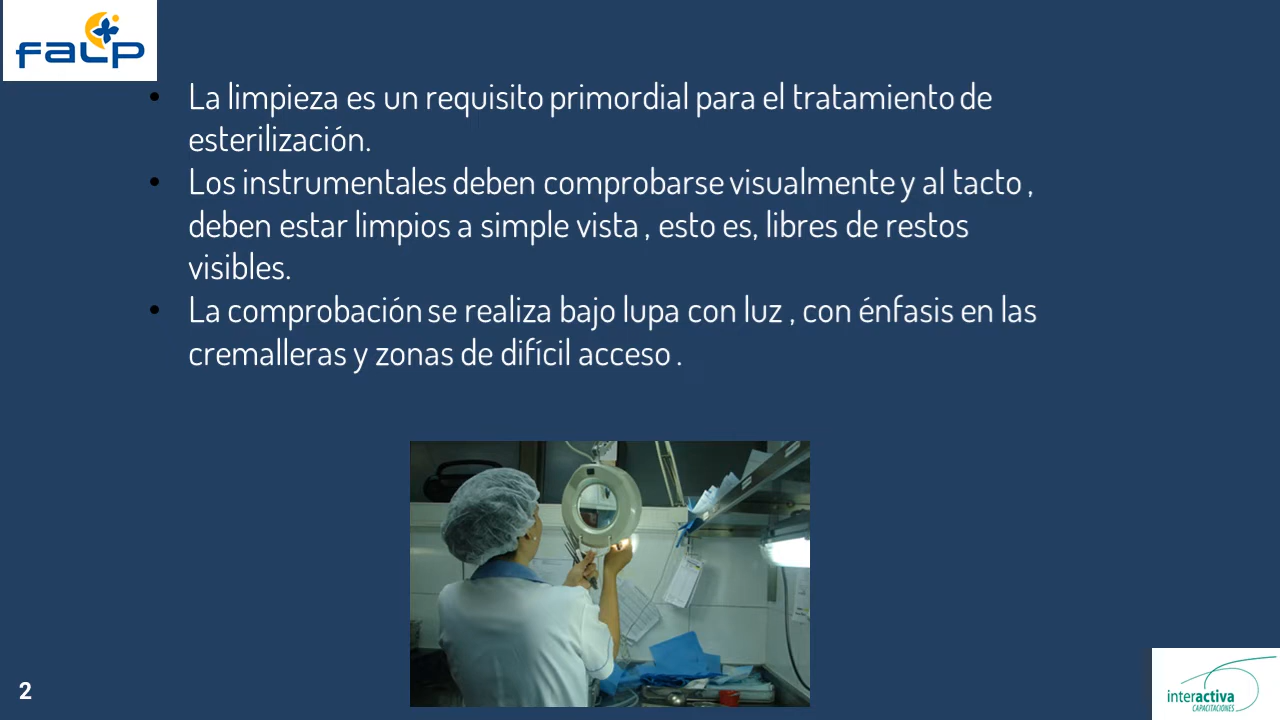 falp
La limpieza es un requisito primordial para el tratamiento de
esterilización.
Los instrumentales deben comprobarse visualmente y al tacto ,
deben estar limpios a simple vista , esto es, libres de restos
visibles.
La comprobación se realiza bajo lupa con luz , con énfasis en las
cremalleras y zonas de difícil acceso .
2
interactiva
CAPACITACIONES